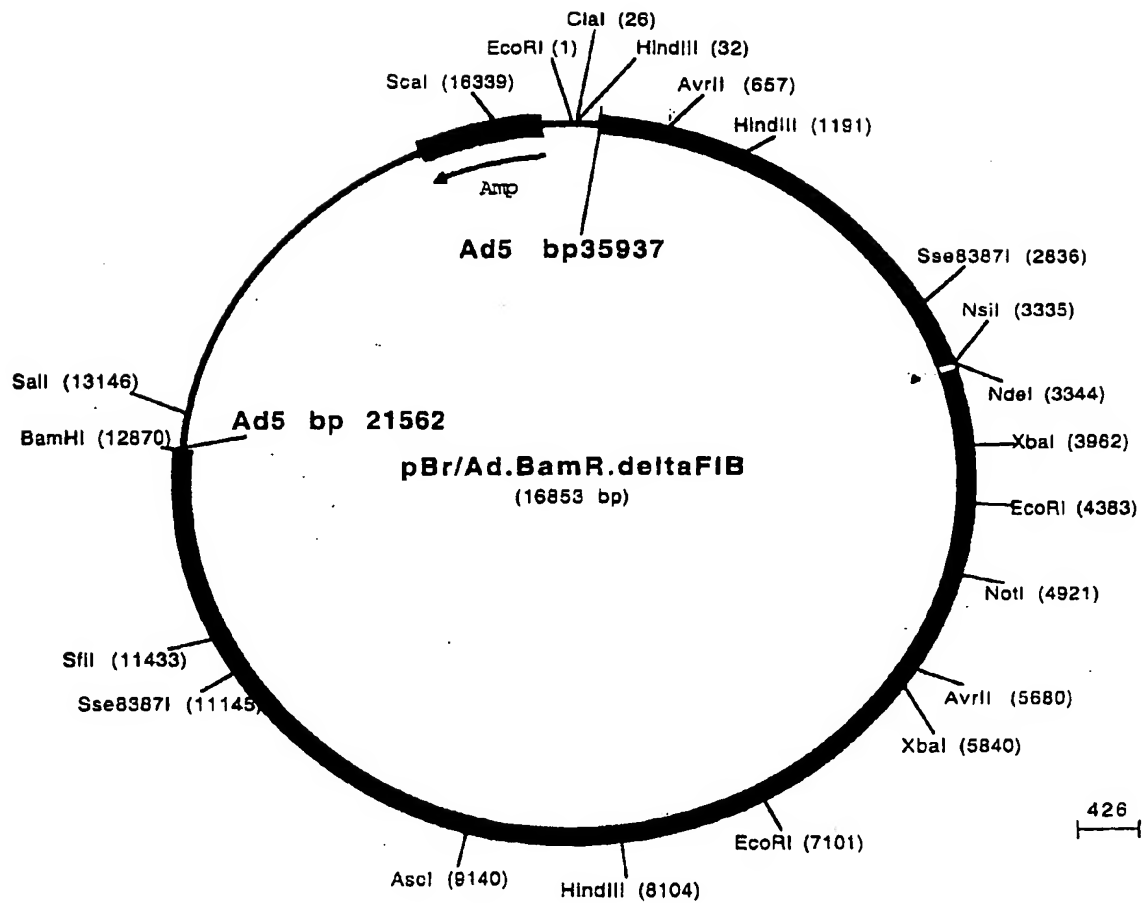 ClaI (26)
EcoRI (1)
HindIII (32)
ScaI (16339)
AvrII (657)
HindIII (1191)
Amp
Ad5 bp35937
Sse8387I (2836)
NsiI (3335)
SalI (13146)
NdeI (3344)
Ad5 bp 21562
BamHI (12870)
XbaI (3962)
pBr/Ad.BamR.deltaFIB
(16853 bp)
EcoRI (4383)
NotI (4921)
SfiI (11433)
Sse8387I (11145)
AvrII (5680)
XbaI (5840)
426
EcoRI (7101)
AscI (9140)
HindIII (8104)